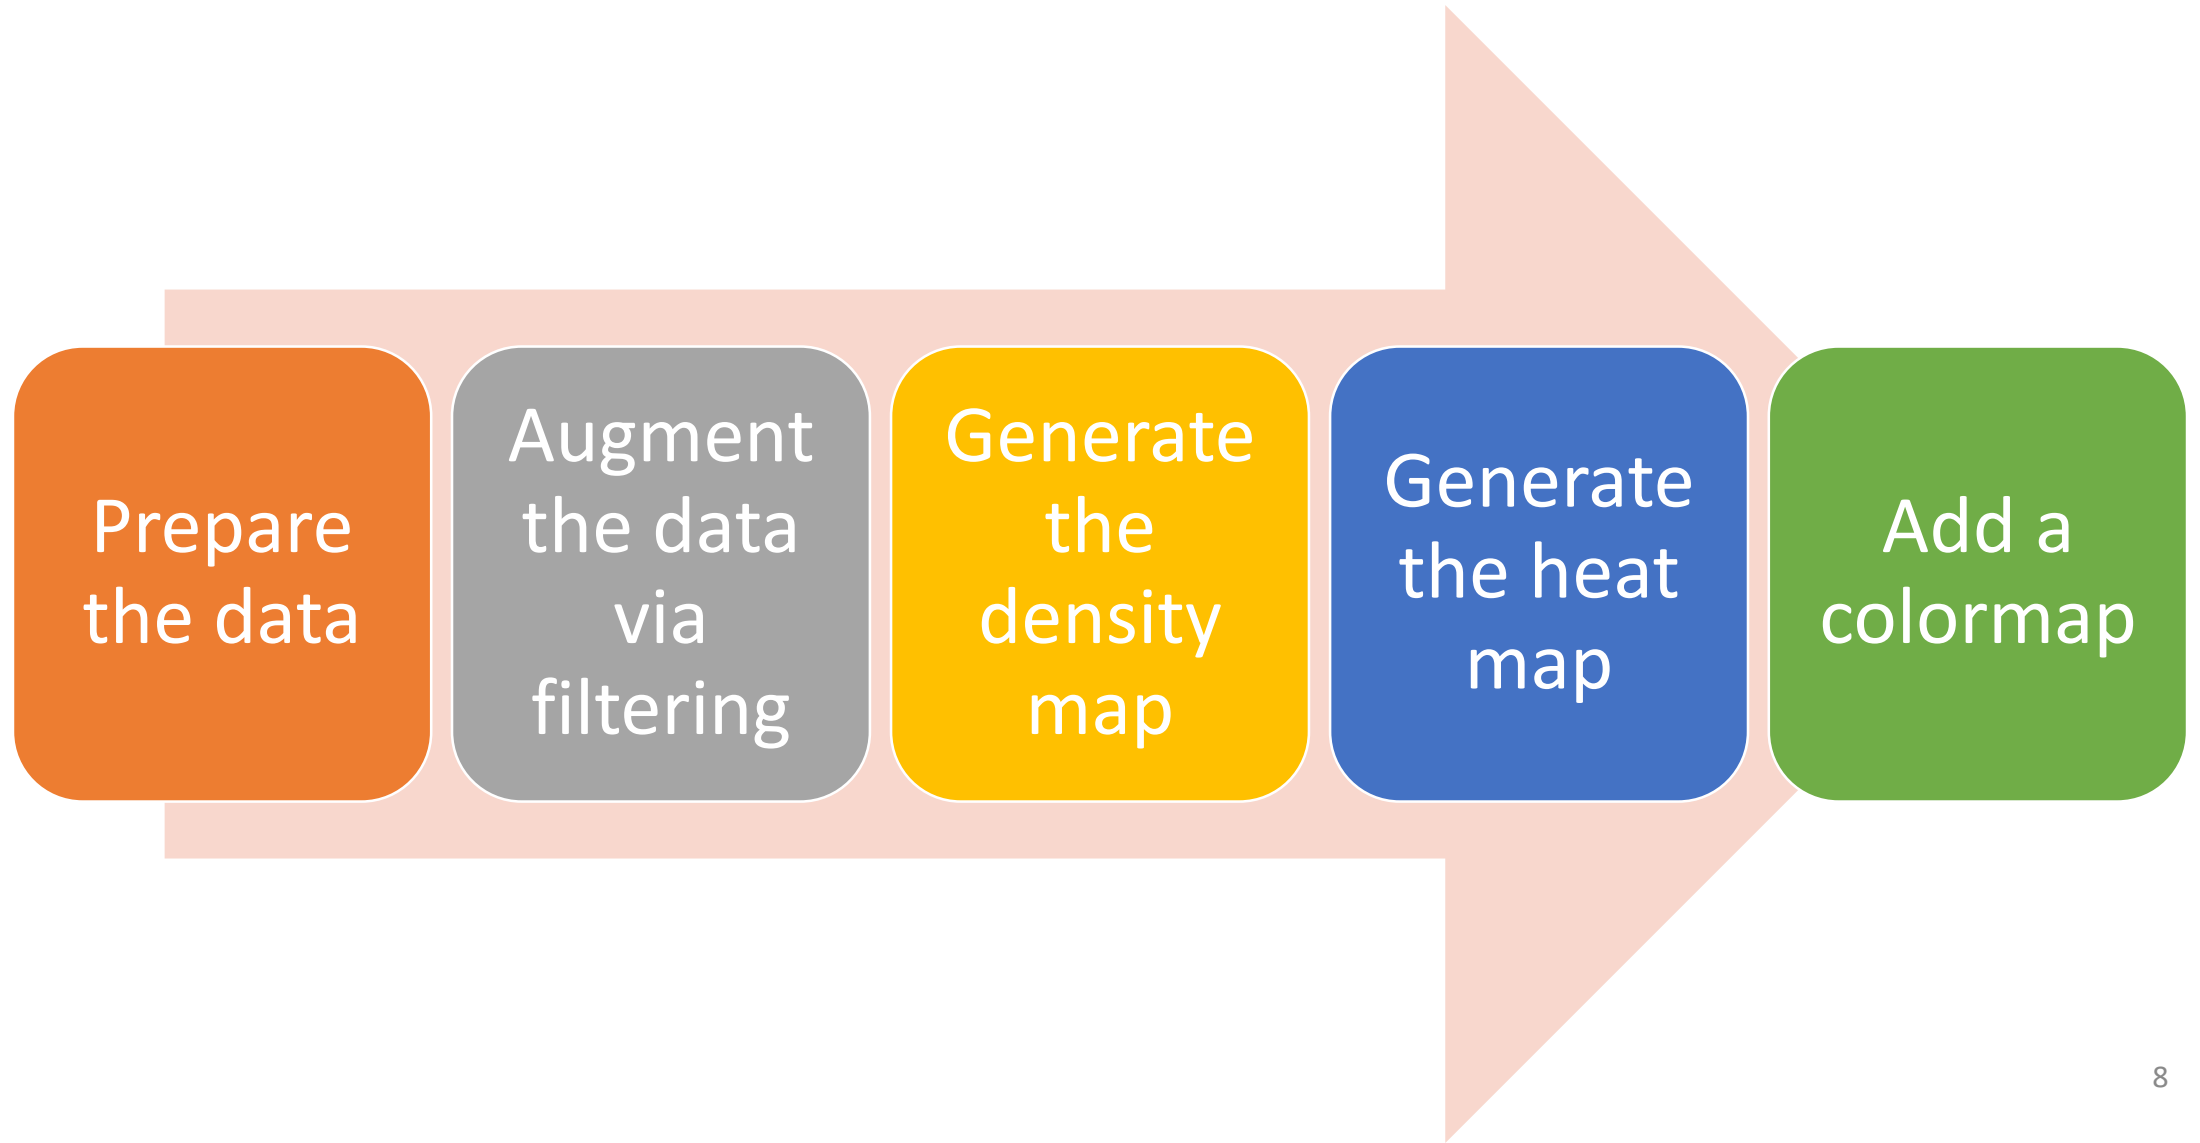 Prepare
the data
Augment
the data
via
filtering
Generate
the
density
map
Generate
the heat
map
Add a
colormap
8